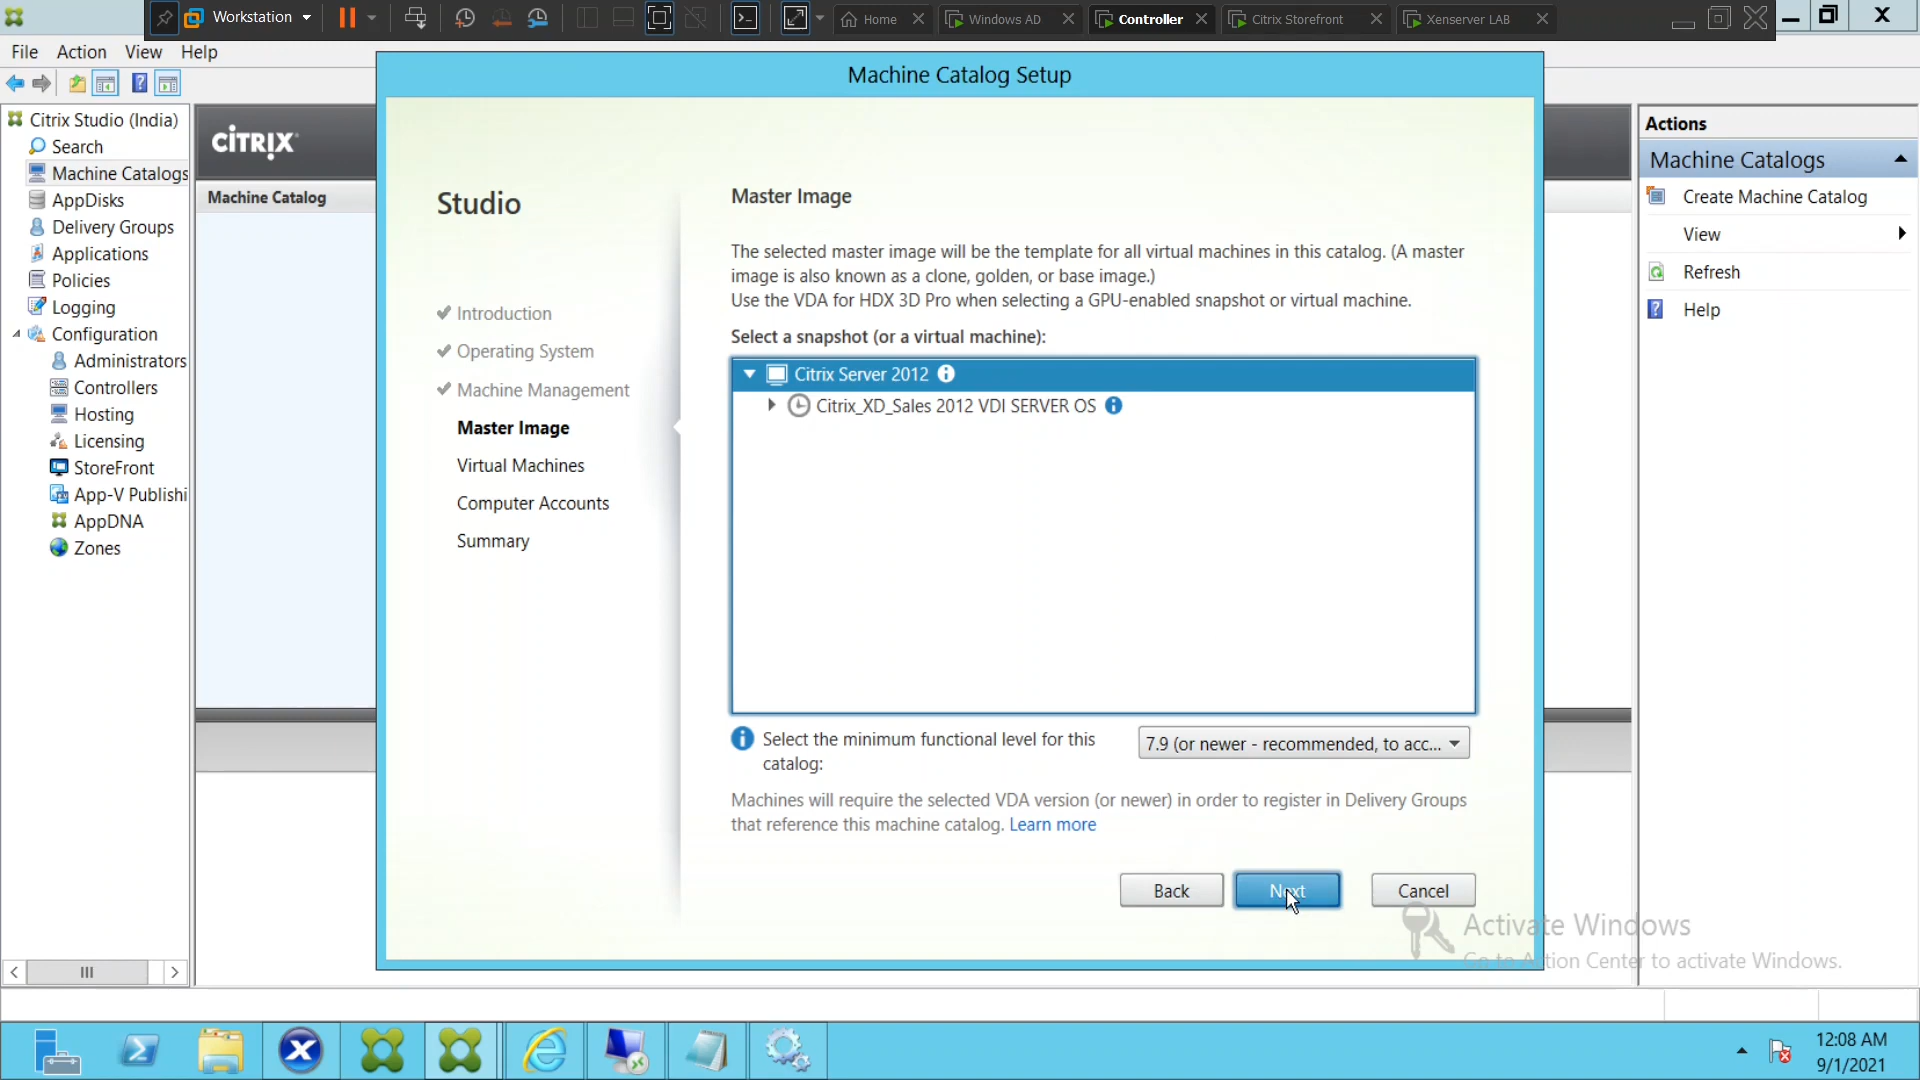 Workstation
Home
Windows AD
Controller
Citrix Storefront
Xenserver LAB
File Action View Help
Machine Catalog Setup
Citrix Studio (India)
Search
Machine Catalogs
AppDisks
Delivery Groups
Applications
Policies
Logging
Configuration
Administrators
Controllers
Hosting
Licensing
StoreFront
App-V Publishi
AppDNA
Zones
CİTRIX
Machine Catalog
Studio
Introduction
Operating System
Machine Management
Master Image
Virtual Machines
Computer Accounts
Summary
Master Image
The selected master image will be the template for all virtual machines in this catalog. (A master
image is also known as a clone, golden, or base image.)
Use the VDA for HDX 3D Pro when selecting a GPU-enabled snapshot or virtual machine.
Select a snapshot (or a virtual machine):
Citrix Server 2012
Citrix_XD_Sales 2012 VDI SERVER OS
Select the minimum functional level for this
catalog:
7.9 (or newer - recommended, to acc...
Machines will require the selected VDA version (or newer) in order to register in Delivery Groups
that reference this machine catalog. Learn more
Back
Next
Cancel
Actions
Machine Catalogs
Create Machine Catalog
View
Refresh
Help
Activate Windows
Go to Action Center to activate Windows.
12:08 AM
9/1/2021